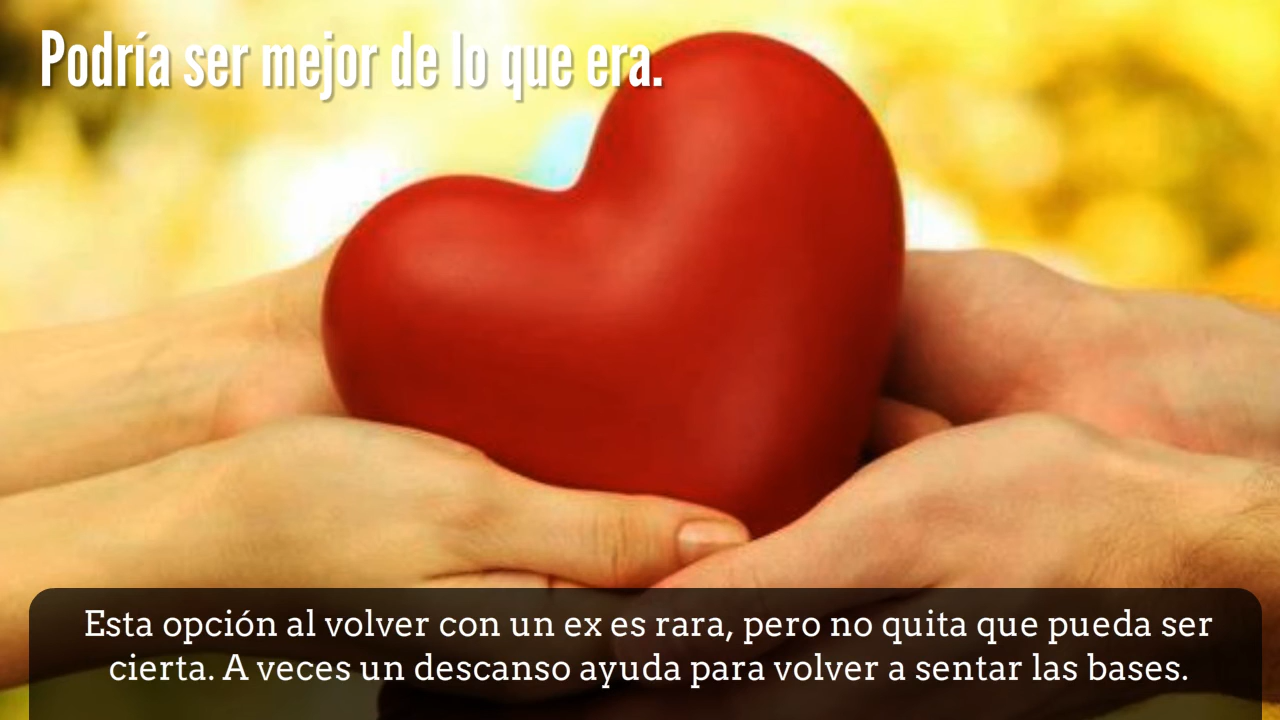 Podría ser mejor de lo que era.
Esta opción al volver con un ex es rara, pero no quita que pueda ser
cierta. A veces un descanso ayuda para volver a sentar las bases.